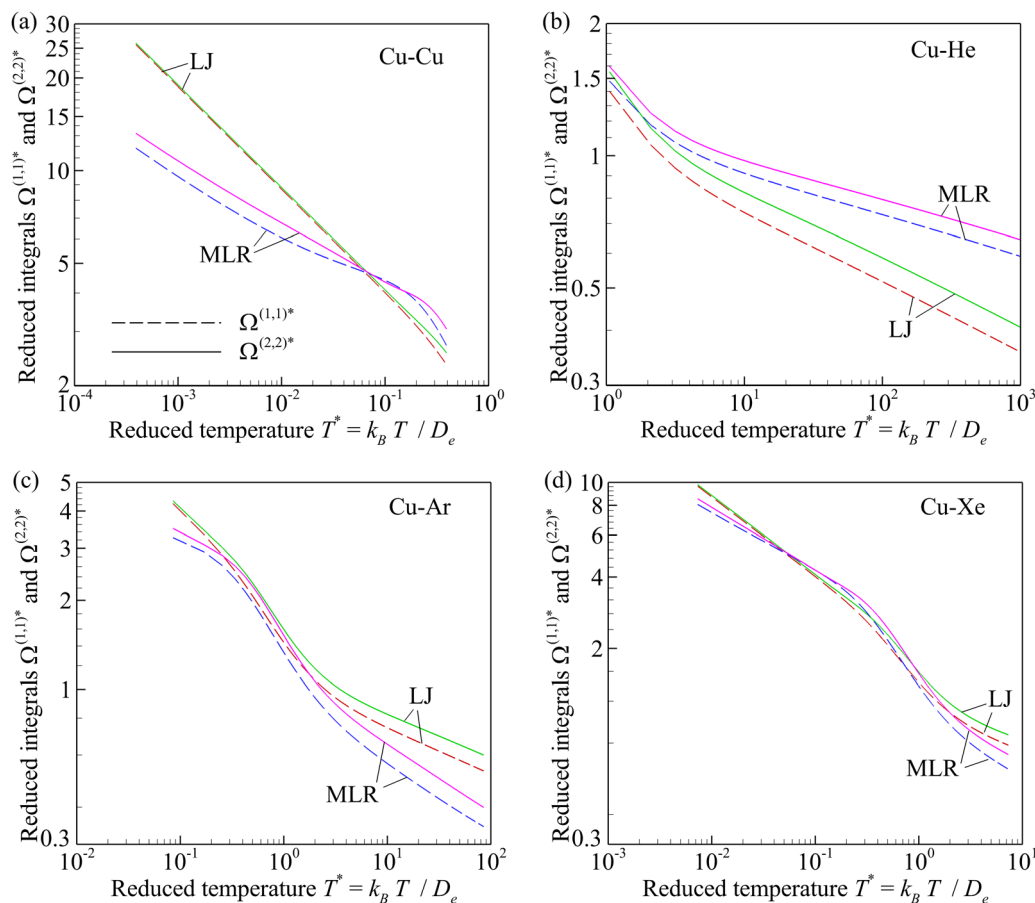 (a)
Cu-Cu
Reduced integrals Ω(1,1)* and Ω(2,2)*
30
25
20
15
10
5
2
LJ
MLR
Ω(1,1)*
Ω(2,2)*
10-4 10-3 10-2 10-1 100
Reduced temperature T* = kB T / De
(b)
Cu-He
Reduced integrals Ω(1,1)* and Ω(2,2)*
2
1.5
1
0.5
0.3
MLR
LJ
100 101 102 103
Reduced temperature T* = kB T / De
(c)
Cu-Ar
Reduced integrals Ω(1,1)* and Ω(2,2)*
5
4
3
2
1
0.3
LJ
MLR
10-2 10-1 100 101 102
Reduced temperature T* = kB T / De
(d)
Cu-Xe
Reduced integrals Ω(1,1)* and Ω(2,2)*
10
8
6
4
2
LJ
MLR
10-3 10-2 10-1 100 101
Reduced temperature T* = kB T / De